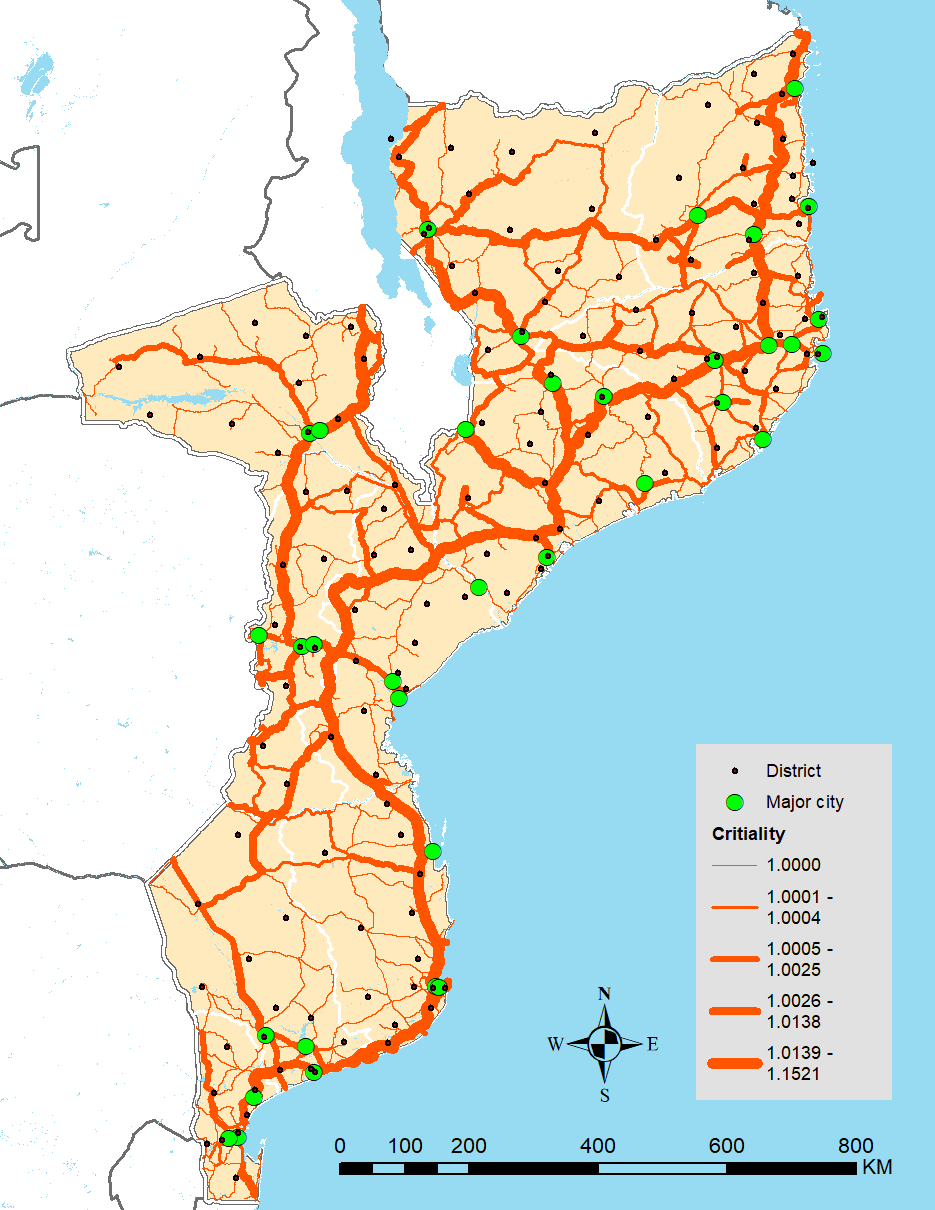 District
Major city
Critiality
1.0000
1.0001 -
1.0004
1.0005 -
1.0025
1.0026 -
1.0138
1.0139 -
1.1521
N
W
E
S
0 100 200 400 600 800
KM